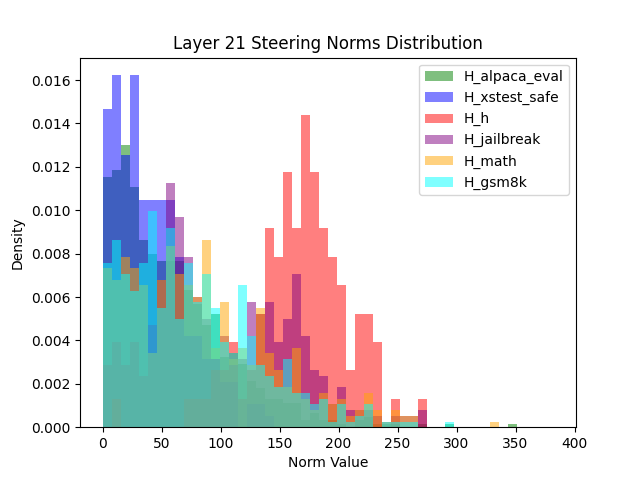 Layer 21 Steering Norms Distribution
H_alpaca_eval
H_xstest_safe
H_h
H_jailbreak
H_math
H_gsm8k
Density
0.016
0.014
0.012
0.010
0.008
0.006
0.004
0.002
0.000
0 50 100 150 200 250 300 350 400
Norm Value